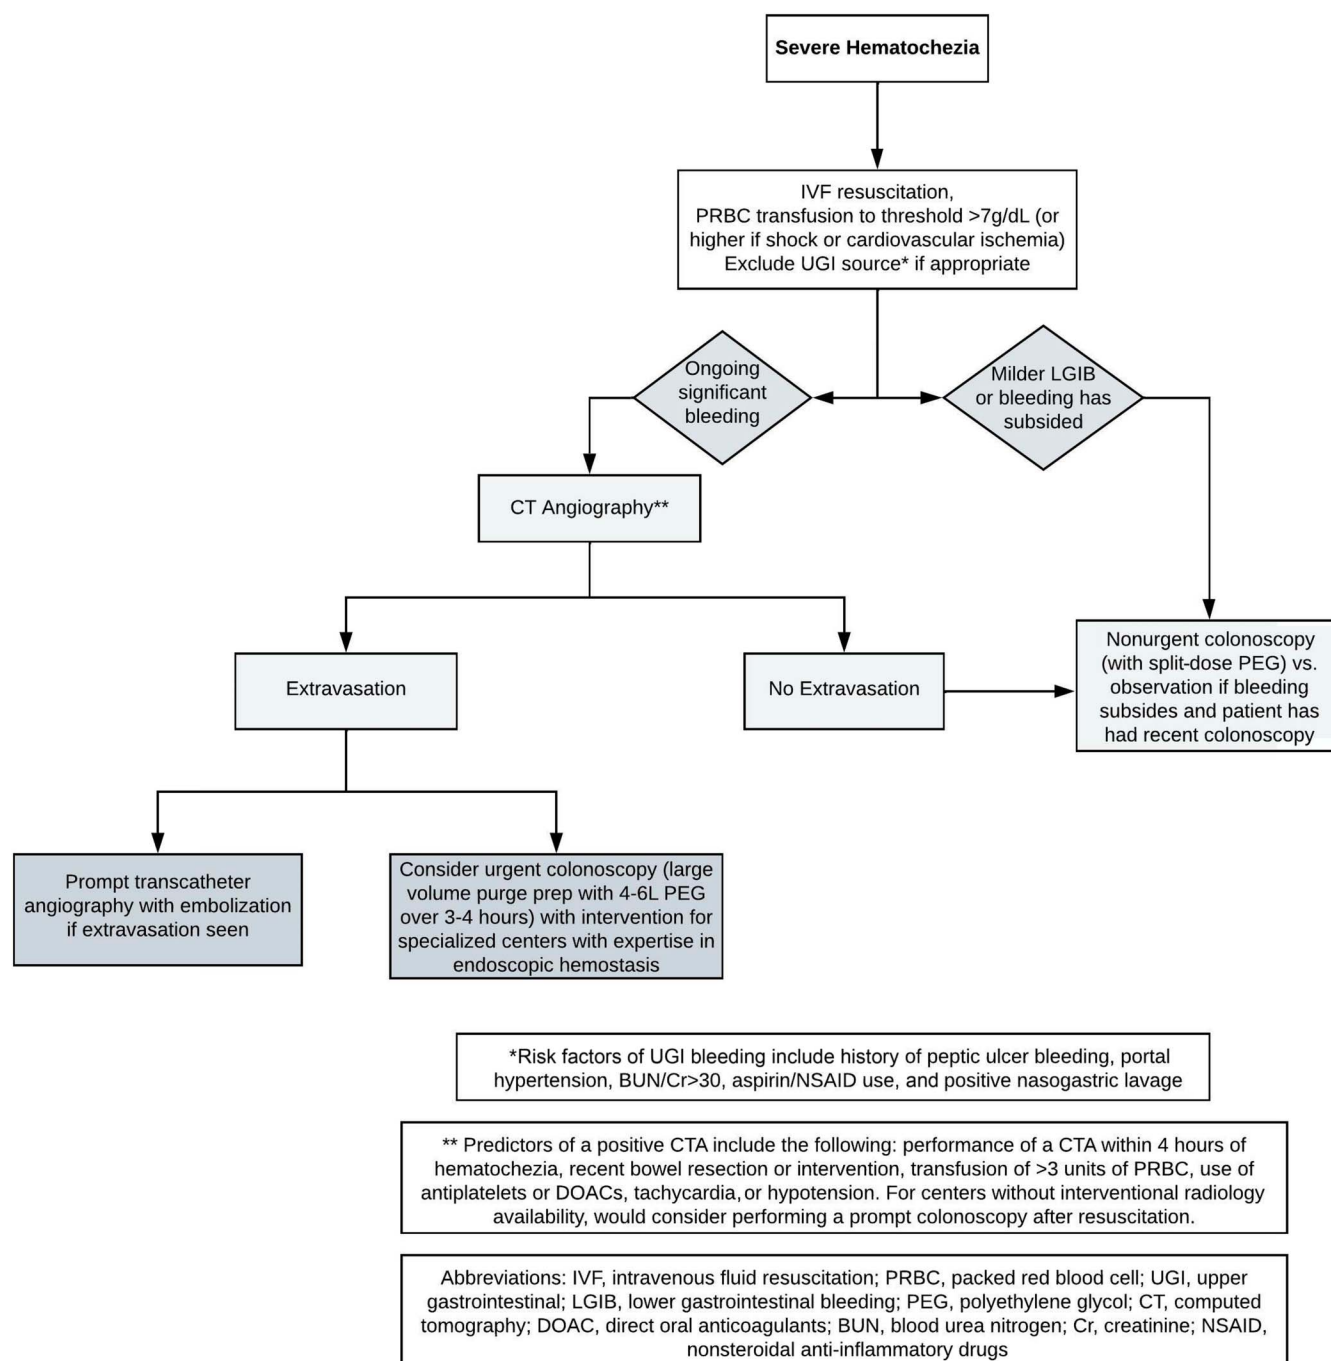 Severe Hematochezia
IVF resuscitation,
PRBC transfusion to threshold >7g/dL (or
higher if shock or cardiovascular ischemia)
Exclude UGI source* if appropriate
Ongoing
significant
bleeding
Milder LGIB
or bleeding has
subsided
CT Angiography**
Extravasation
No Extravasation
Nonurgent colonoscopy
(with split-dose PEG) vs.
observation if bleeding
subsides and patient has
had recent colonoscopy
Prompt transcatheter
angiography with embolization
if extravasation seen
Consider urgent colonoscopy (large
volume purge prep with 4-6L PEG
over 3-4 hours) with intervention for
specialized centers with expertise in
endoscopic hemostasis
*Risk factors of UGI bleeding include history of peptic ulcer bleeding, portal
hypertension, BUN/Cr>30, aspirin/NSAID use, and positive nasogastric lavage
** Predictors of a positive CTA include the following: performance of a CTA within 4 hours of
hematochezia, recent bowel resection or intervention, transfusion of >3 units of PRBC, use of
antiplatelets or DOACs, tachycardia, or hypotension. For centers without interventional radiology
availability, would consider performing a prompt colonoscopy after resuscitation.
Abbreviations: IVF, intravenous fluid resuscitation; PRBC, packed red blood cell; UGI, upper
gastrointestinal; LGIB, lower gastrointestinal bleeding; PEG, polyethylene glycol; CT, computed
tomography; DOAC, direct oral anticoagulants; BUN, blood urea nitrogen; Cr, creatinine; NSAID,
nonsteroidal anti-inflammatory drugs